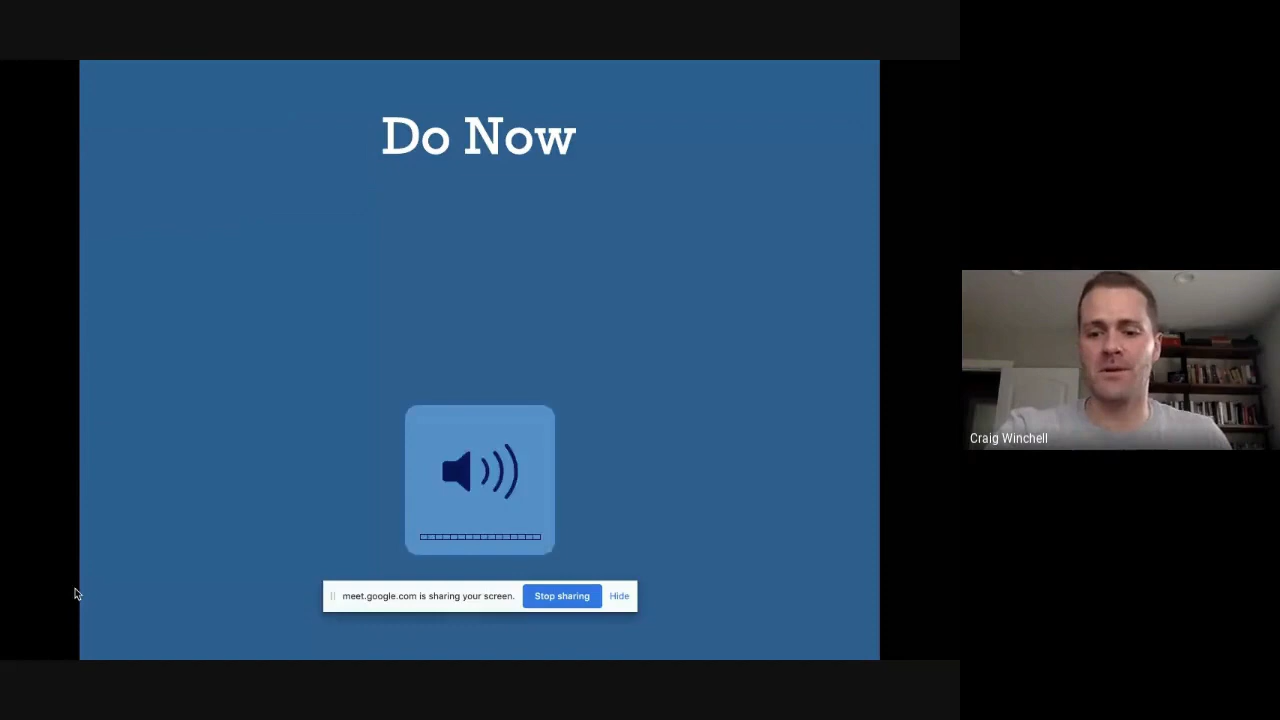 Do Now
meet.google.com is sharing your screen.
Stop sharing
Hide
Craig Winchell